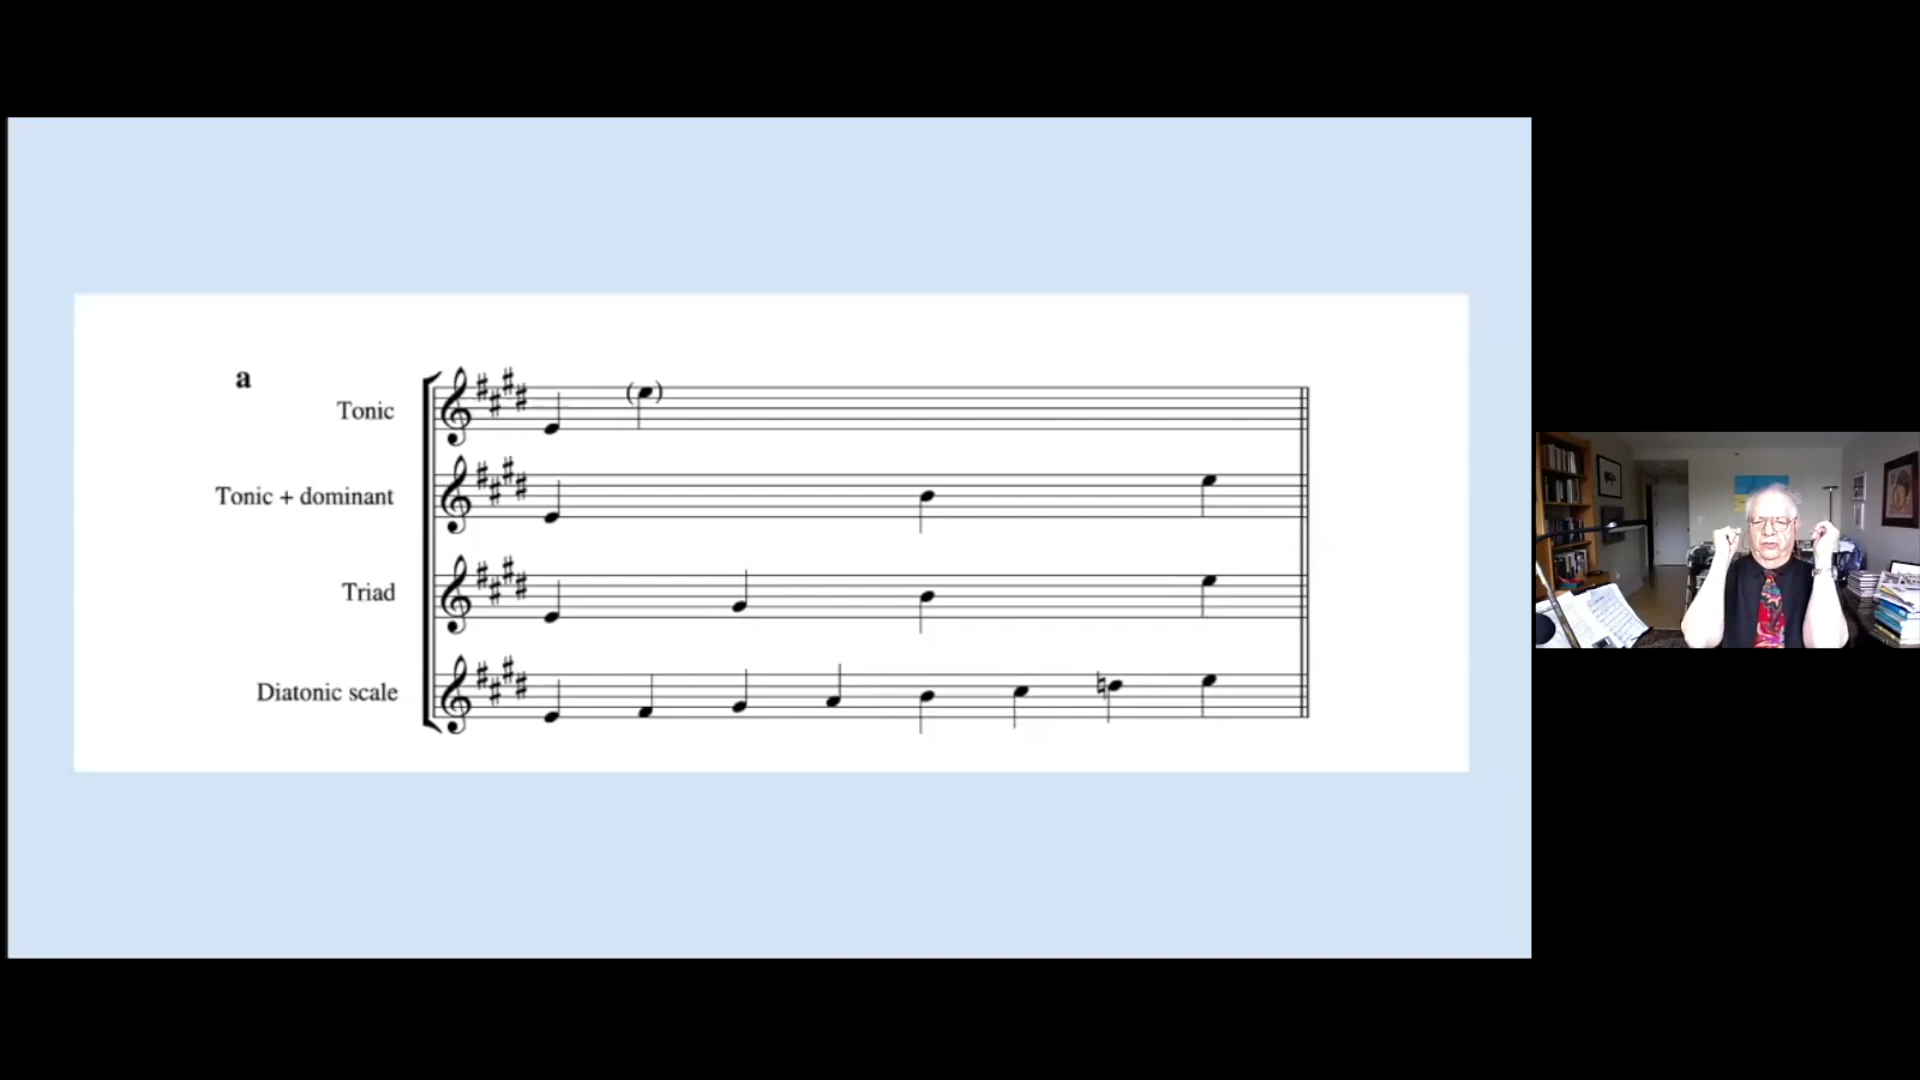 a
Tonic
Tonic + dominant
Triad
Diatonic scale